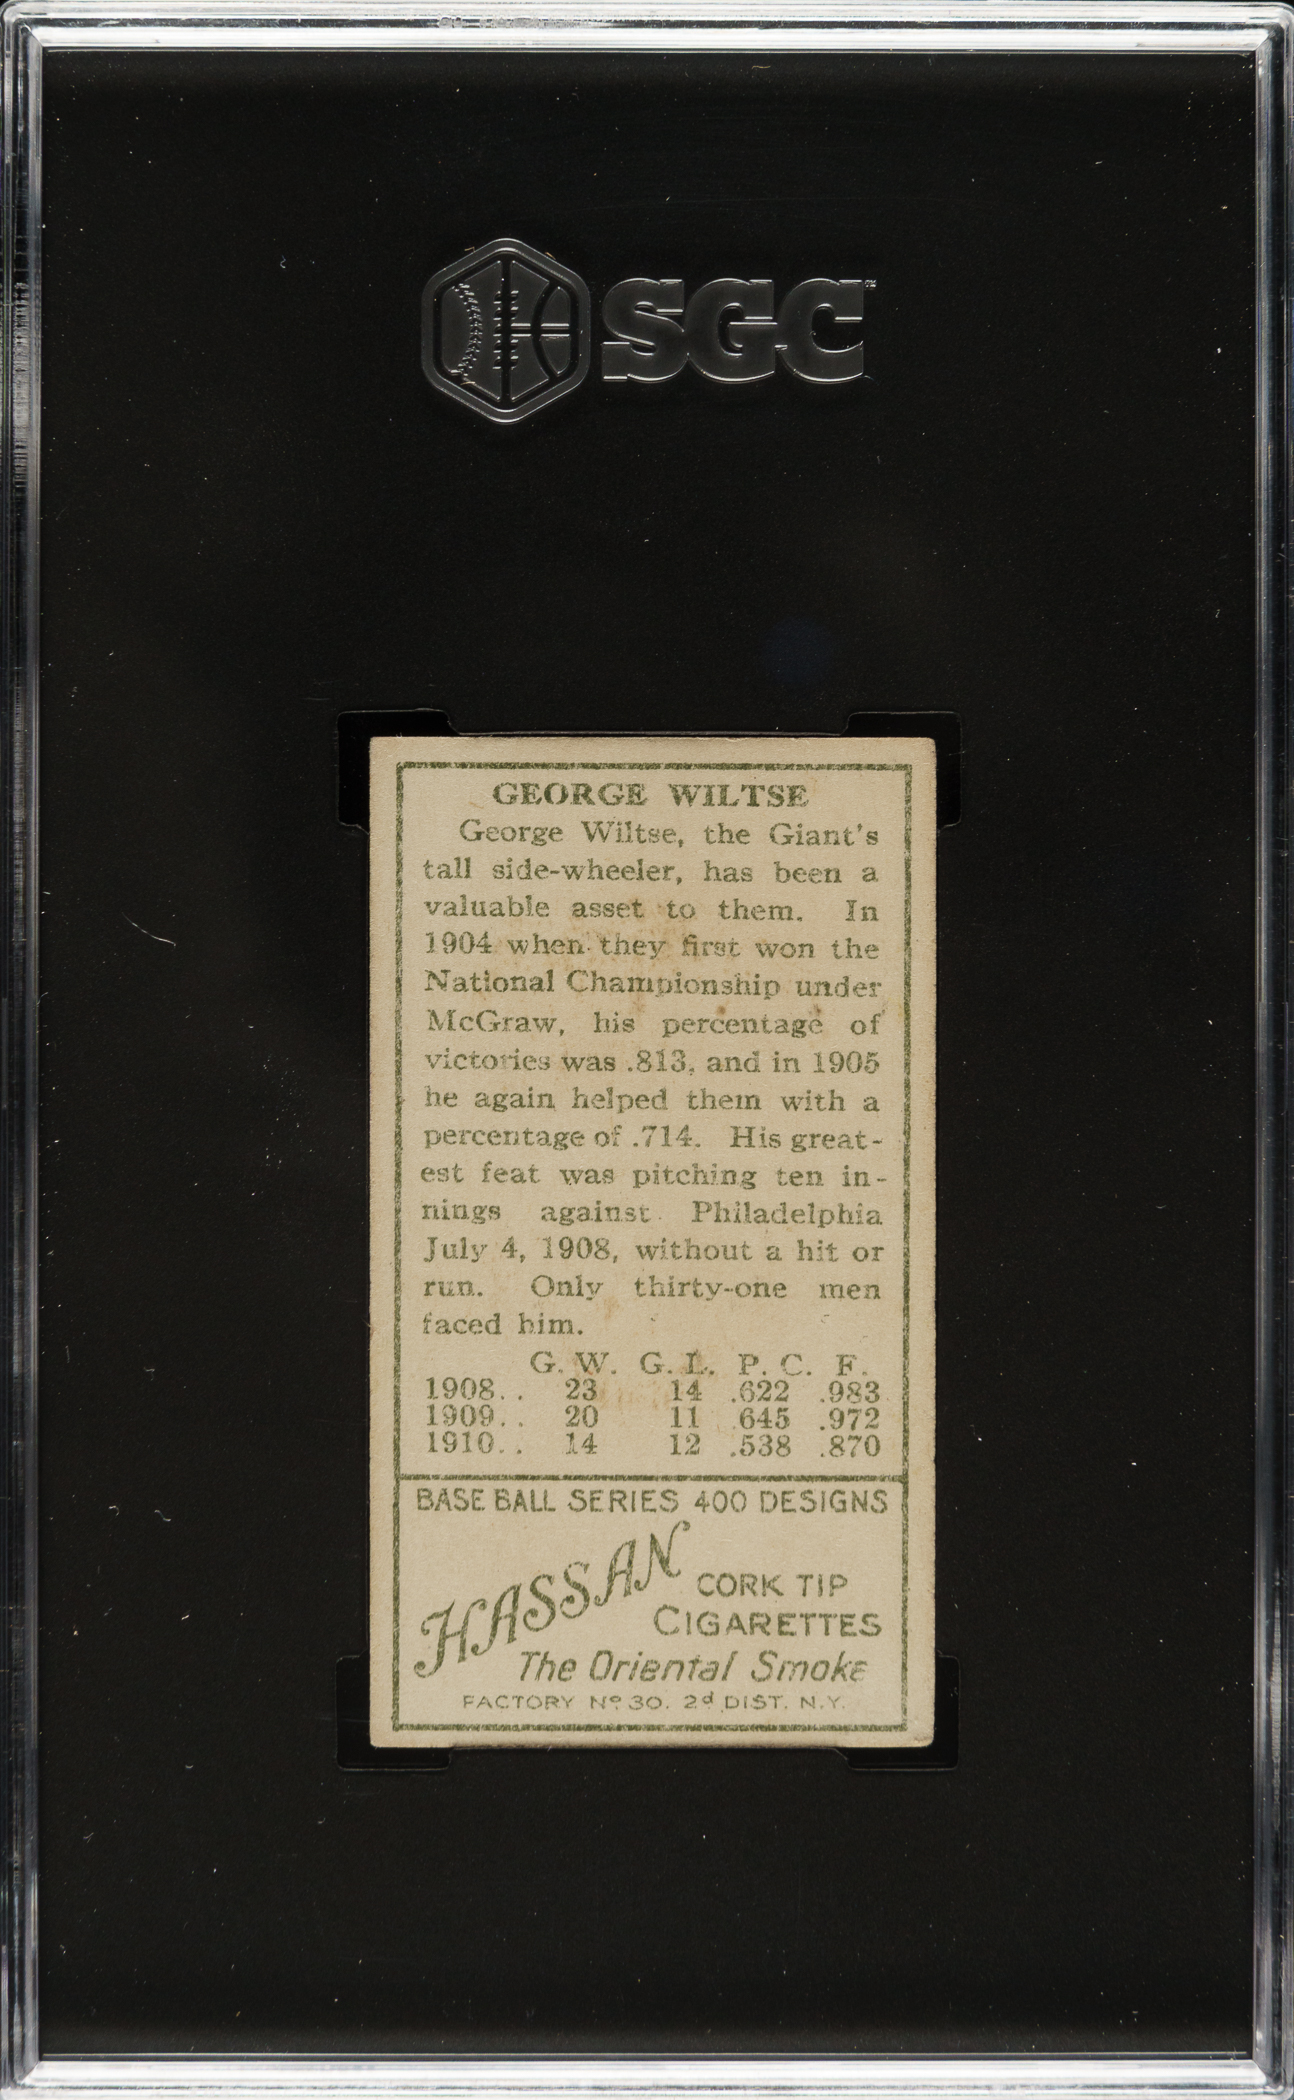 SGC™
GEORGE WILTSE
George Wiltse, the Giant's
tall side-wheeler, has been a
valuable asset to them. In
1904 when they first won the
National Championship under
McGraw, his percentage of
victories was .813, and in 1905
he again helped them with a
percentage of .714. His great-
est feat was pitching ten in-
nings against Philadelphia
July 4, 1908, without a hit or
run. Only thirty-one men
faced him.
G. W. G. L. P. C. F.
1908.. 23 14 .622 .983
1909.. 20 11 .645 .972
1910.. 14 12 .538 .870
BASE BALL SERIES 400 DESIGNS
HASSAN CORK TIP
CIGARETTES
The Oriental Smoke
FACTORY Nº 30. 2d DIST. N.Y.